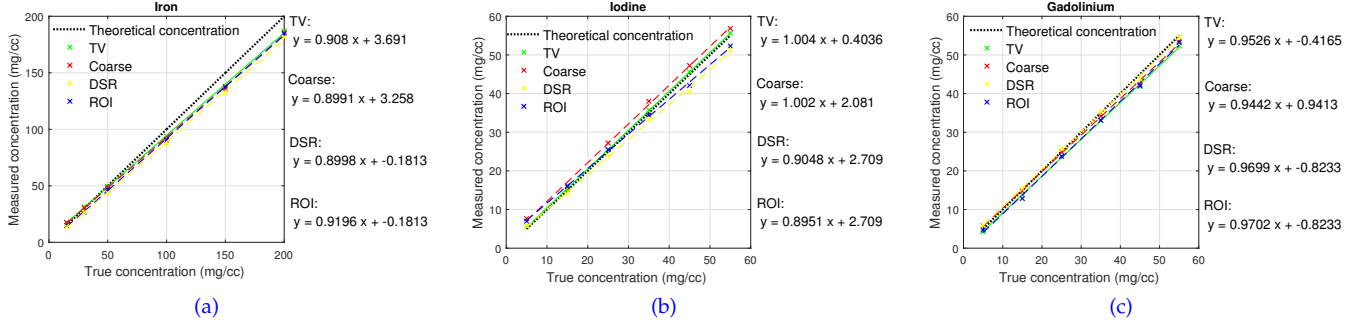 Iron
Measured concentration (mg/cc)
200
150
100
50
0
Theoretical concentration
TV
Coarse
DSR
ROI
0 50 100 150 200
True concentration (mg/cc)
TV:
y = 0.908 x + 3.691
Coarse:
y = 0.8991 x + 3.258
DSR:
y = 0.8998 x + -0.1813
ROI:
y = 0.9196 x + -0.1813
(a)
Iodine
Measured concentration (mg/cc)
60
50
40
30
20
10
0
Theoretical concentration
TV
Coarse
DSR
ROI
0 10 20 30 40 50 60
True concentration (mg/cc)
TV:
y = 1.004 x + 0.4036
Coarse:
y = 1.002 x + 2.081
DSR:
y = 0.9048 x + 2.709
ROI:
y = 0.8951 x + 2.709
(b)
Gadolinium
Measured concentration (mg/cc)
60
50
40
30
20
10
0
Theoretical concentration
TV
Coarse
DSR
ROI
0 10 20 30 40 50 60
True concentration (mg/cc)
TV:
y = 0.9526 x + -0.4165
Coarse:
y = 0.9442 x + 0.9413
DSR:
y = 0.9699 x + -0.8233
ROI:
y = 0.9702 x + -0.8233
(c)